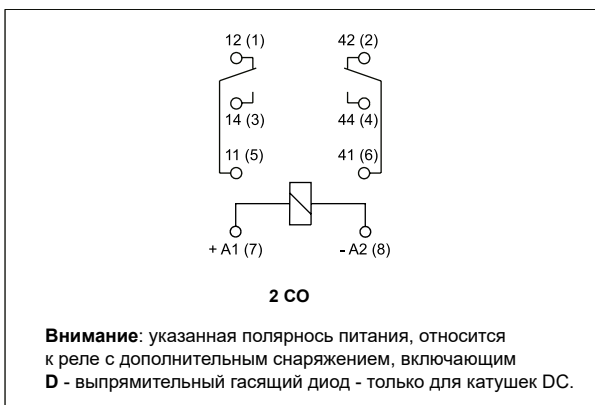 12 (1) 42 (2)
14 (3) 44 (4)
11 (5) 41 (6)
+ A1 (7) - A2 (8)
2 CO
Внимание: указанная полярнось питания, относится
к реле с дополнительным снаряжением, включающим
D - выпрямительный гасящий диод - только для катушек DC.